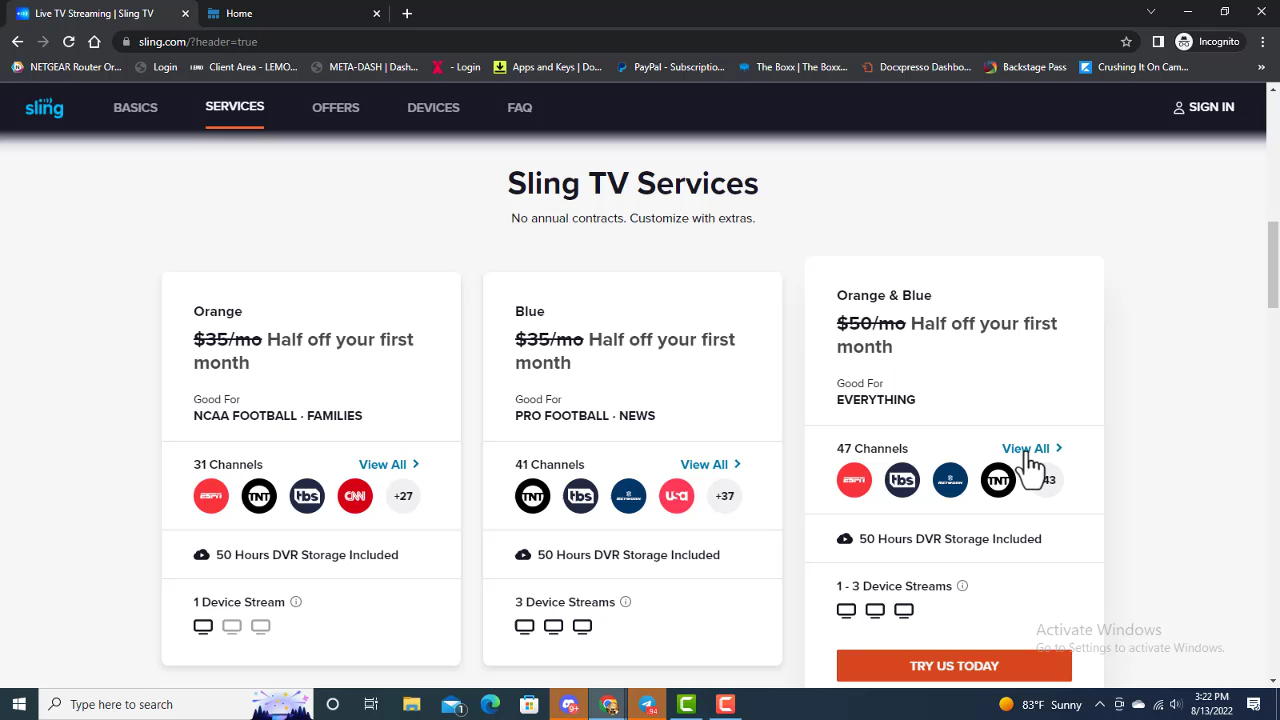 Live TV Streaming | Sling TV
Home
sling.com/?header=true
Incognito
NETGEAR Router Or...
Login
Client Area - LEMO...
META-DASH | Dash...
- Login
Apps and Keys | Do...
PayPal - Subscriptio...
The Boxx | The Boxx...
Docxpresso Dashbo...
Backstage Pass
Crushing It On Cam...
sling
BASICS
SERVICES
OFFERS
DEVICES
FAQ
SIGN IN
Sling TV Services
No annual contracts. Customize with extras.
Orange
$35/mo Half off your first
month
Good For
NCAA FOOTBALL · FAMILIES
31 Channels
View All
ESPN
TNT
tbs
CNN
+27
50 Hours DVR Storage Included
1 Device Stream
Blue
$35/mo Half off your first
month
Good For
PRO FOOTBALL · NEWS
41 Channels
View All
TNT
tbs
NETWORK
usa
+37
50 Hours DVR Storage Included
3 Device Streams
Orange & Blue
$50/mo Half off your first
month
Good For
EVERYTHING
47 Channels
View All
ESPN
tbs
NETWORK
TNT
43
50 Hours DVR Storage Included
1 - 3 Device Streams
TRY US TODAY
Activate Windows
Go to Settings to activate Windows.
Type here to search
1
94
83°F Sunny
3:22 PM
8/13/2022